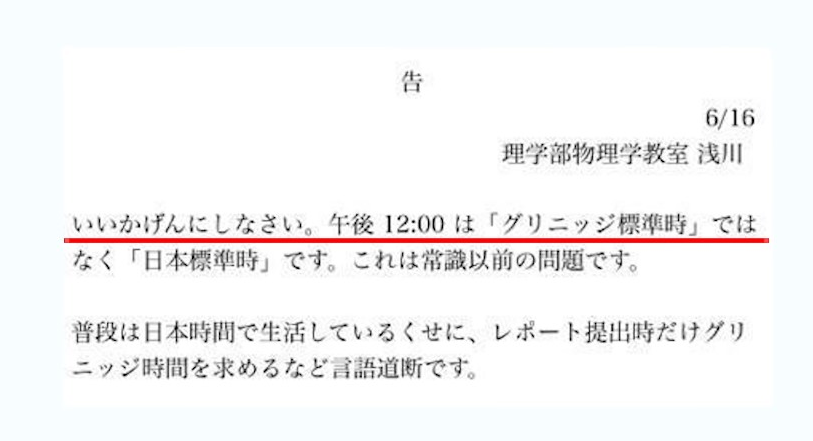 告
6/16
理学部物理学教室 浅川
いいかげんにしなさい。午後 12:00 は「グリニッジ標準時」では
なく「日本標準時」です。これは常識以前の問題です。
普段は日本時間で生活しているくせに、レポート提出時だけグリ
ニッジ時間を求めるなど言語道断です。